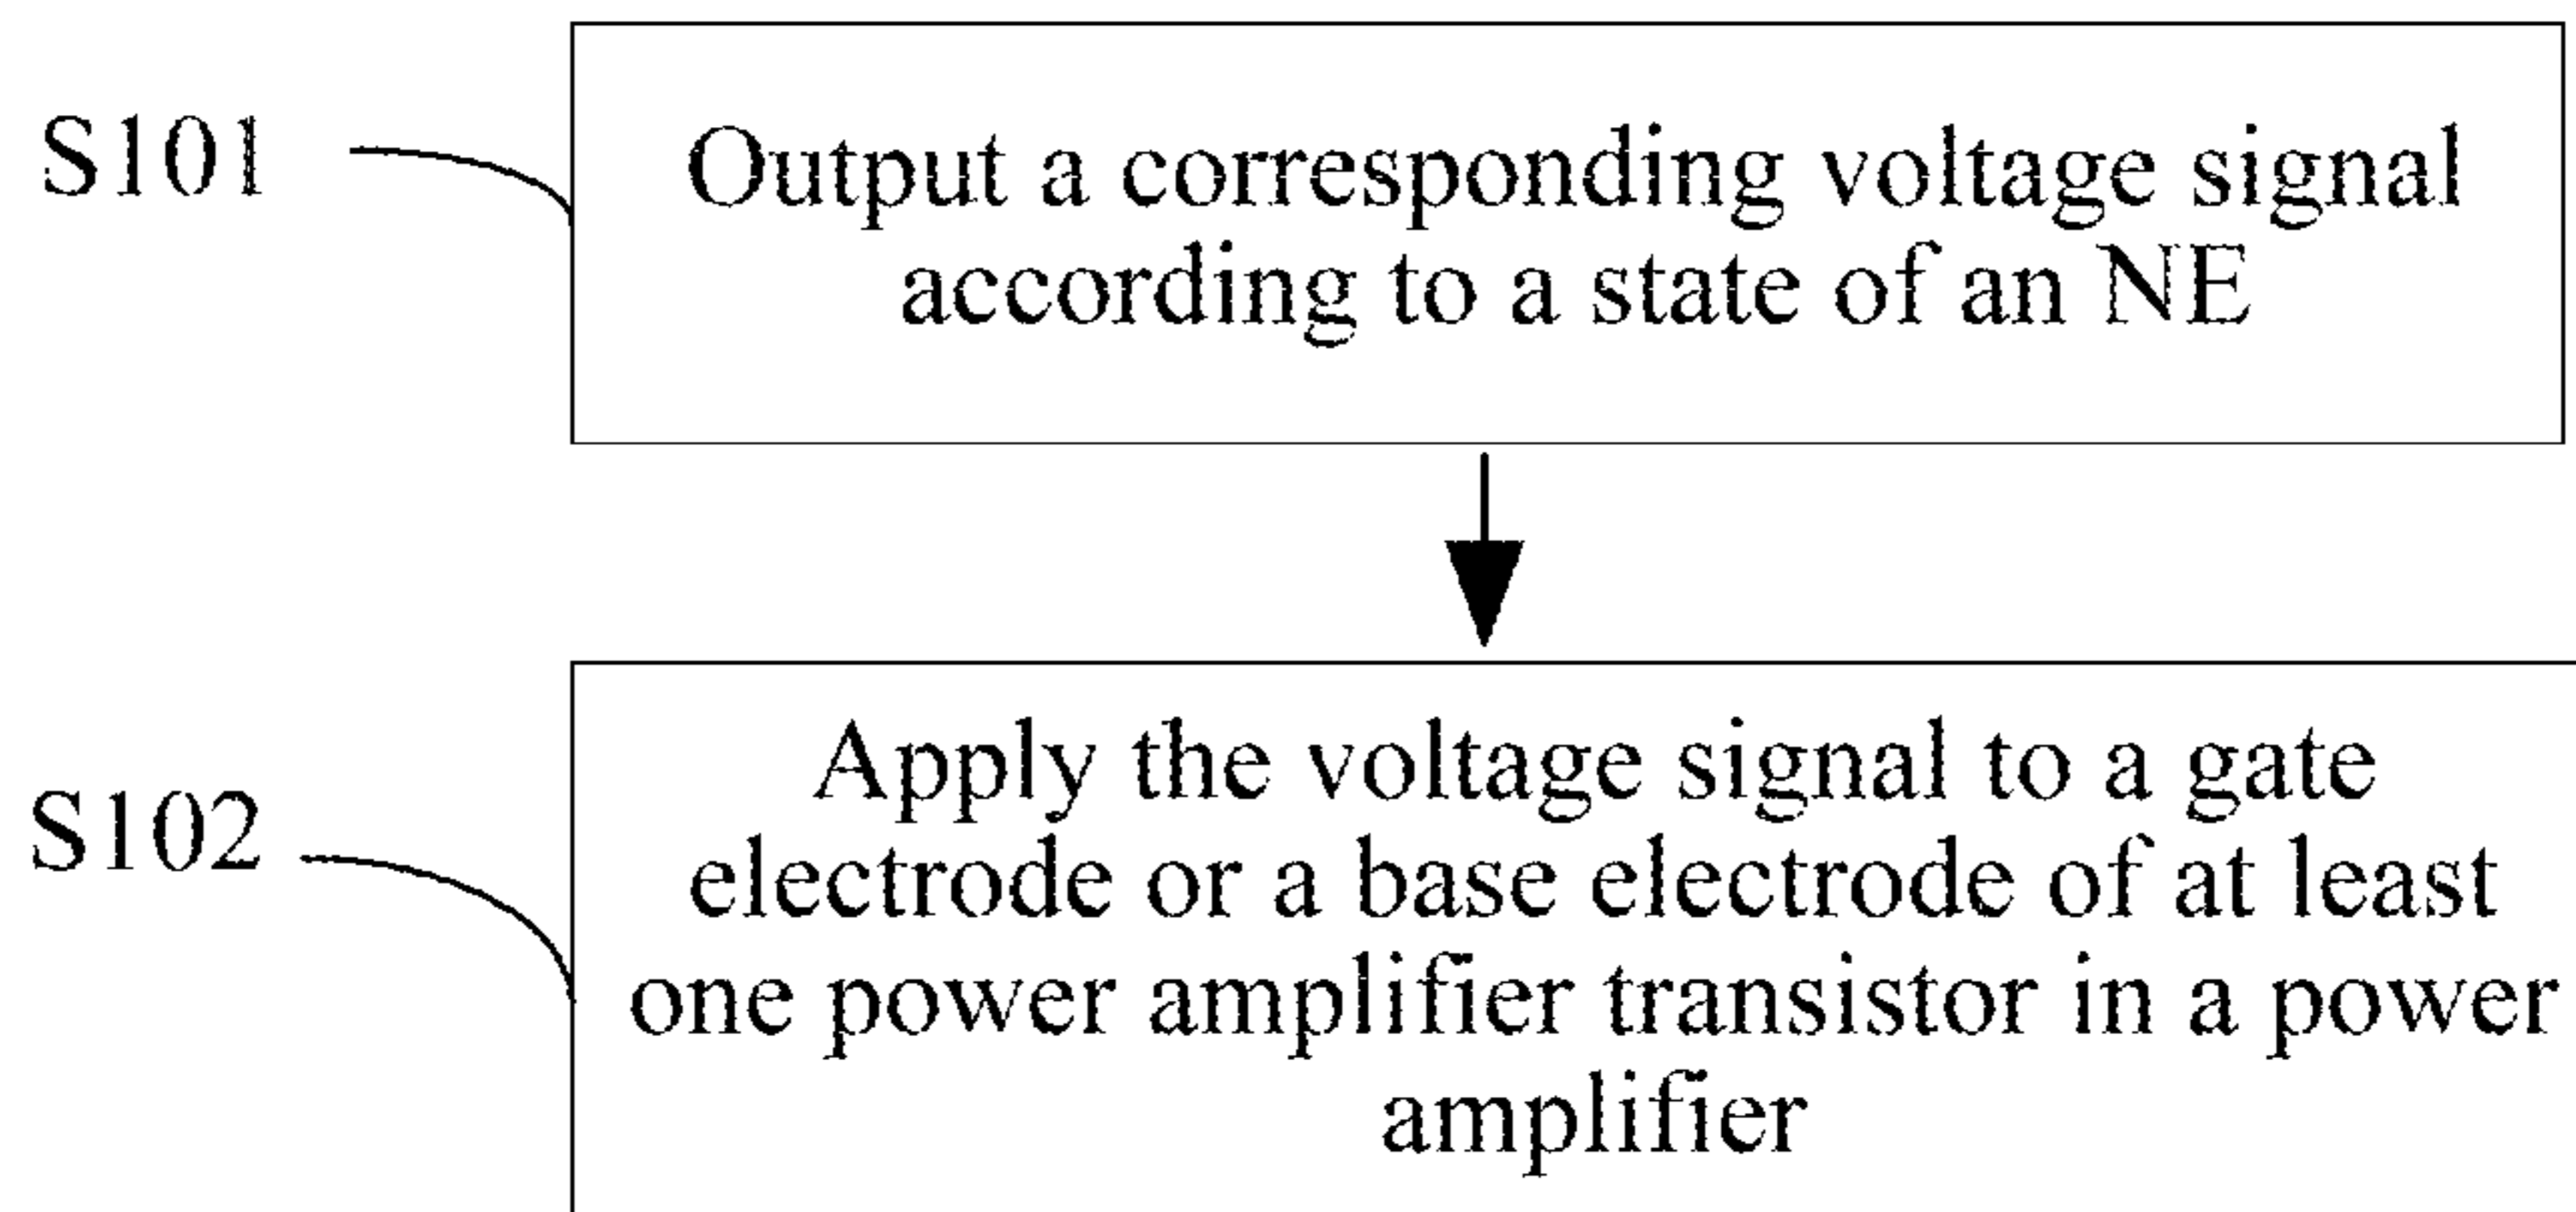 S101
Output a corresponding voltage signal
according to a state of an NE
S102
Apply the voltage signal to a gate
electrode or a base electrode of at least
one power amplifier transistor in a power
amplifier